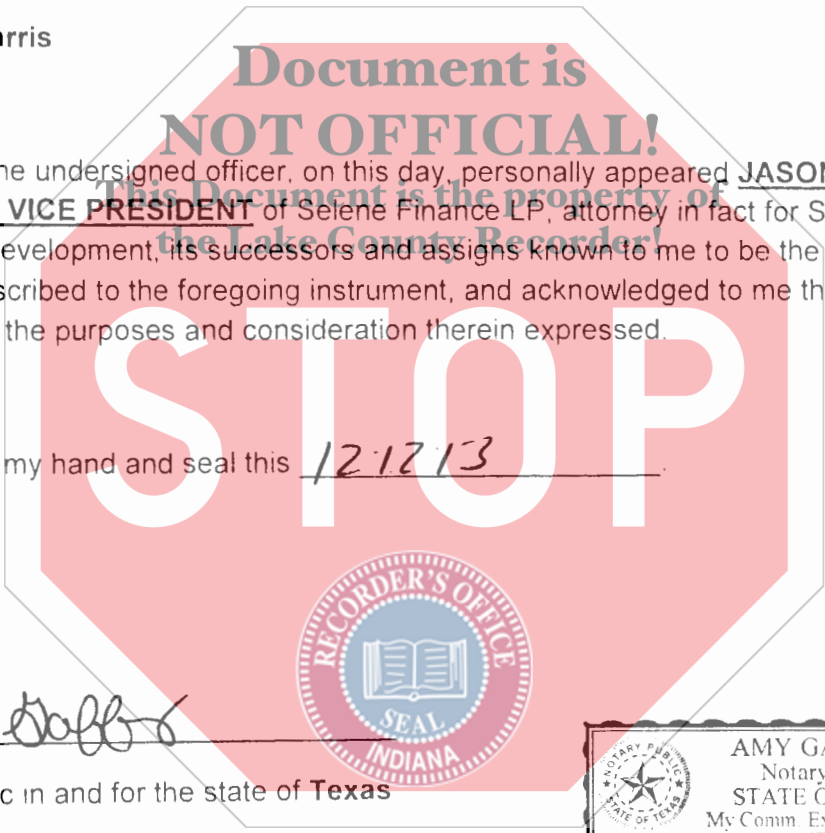 rris
Document is
NOT OFFICIAL!
ne undersigned officer, on this day, personally appeared JASON
This Document is the property of
VICE PRESIDENT of Selene Finance LP, attorney in fact for S
the Lake County Recorder!
evelopment, its successors and assigns known to me to be the
scribed to the foregoing instrument, and acknowledged to me th
the purposes and consideration therein expressed.
STOP
my hand and seal this 12 12 13
RECORDER'S OFFICE
SEAL
INDIANA
c in and for the state of Texas
NOTARY PUBLIC
STATE OF TEXAS
AMY GA
Notary
STATE O
My Comm. Ex